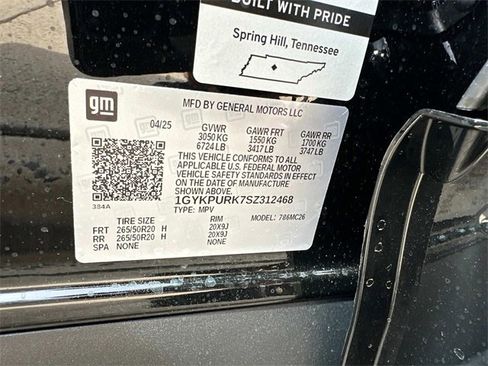 BUILT WITH PRIDE
Spring Hill, Tennessee
gm
MFD BY GENERAL MOTORS LLC
04/25 GVWR GAWR FRT GAWR RR
3050 KG 1550 KG 1700 KG
6724 LB 3417 LB 3747 LB
THIS VEHICLE CONFORMS TO ALL
APPLICABLE U.S. FEDERAL MOTOR
VEHICLE SAFETY STANDARDS IN EFFECT
ON THE DATE OF MANUFACTURE
SHOWN ABOVE.
384A
1GYKPURK7SZ312468
TYPE: MPV MODEL: 786MC26
TIRE SIZE RIM
FRT 265/50R20 H 20X9J
RR 265/50R20 H 20X9J
SPA NONE NONE